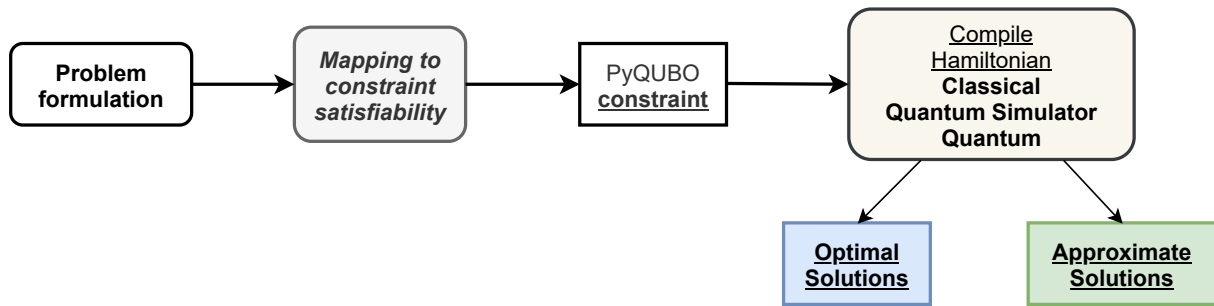 Problem
formulation
Mapping to
constraint
satisfiability
PyQUBO
constraint
Compile
Hamiltonian
Classical
Quantum Simulator
Quantum
Optimal
Solutions
Approximate
Solutions